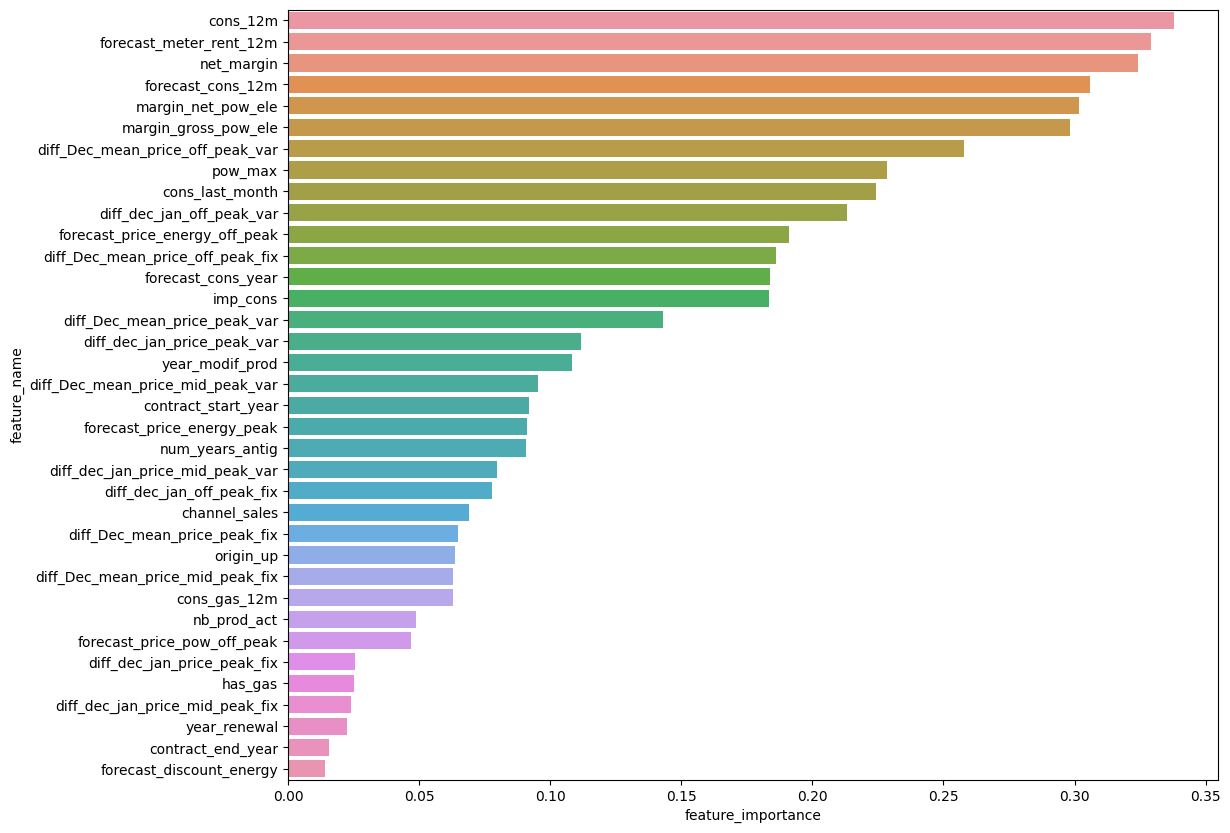 cons_12m
forecast_meter_rent_12m
net_margin
forecast_cons_12m
margin_net_pow_ele
margin_gross_pow_ele
diff_Dec_mean_price_off_peak_var
pow_max
cons_last_month
diff_dec_jan_off_peak_var
forecast_price_energy_off_peak
diff_Dec_mean_price_off_peak_fix
forecast_cons_year
imp_cons
diff_Dec_mean_price_peak_var
diff_dec_jan_price_peak_var
year_modif_prod
diff_Dec_mean_price_mid_peak_var
contract_start_year
forecast_price_energy_peak
num_years_antig
diff_dec_jan_price_mid_peak_var
diff_dec_jan_off_peak_fix
channel_sales
diff_Dec_mean_price_peak_fix
origin_up
diff_Dec_mean_price_mid_peak_fix
cons_gas_12m
nb_prod_act
forecast_price_pow_off_peak
diff_dec_jan_price_peak_fix
has_gas
diff_dec_jan_price_mid_peak_fix
year_renewal
contract_end_year
forecast_discount_energy
feature_name
0.00 0.05 0.10 0.15 0.20 0.25 0.30 0.35
feature_importance